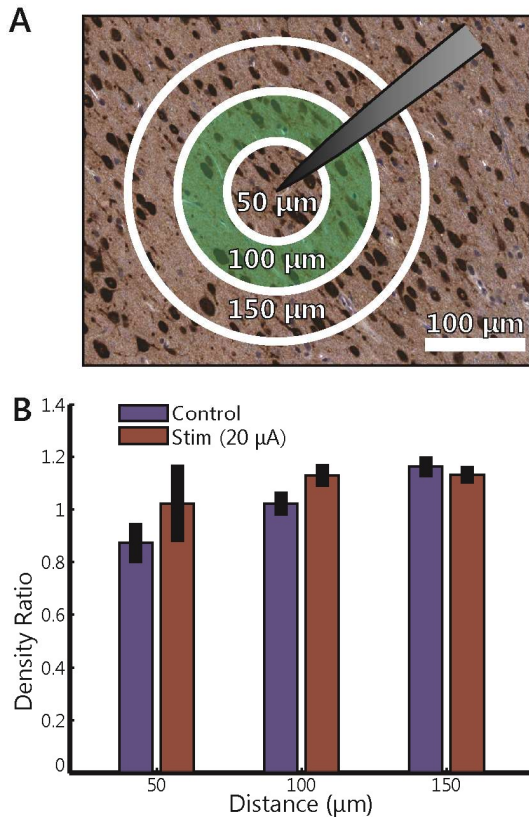 A
50 µm
100 µm
150 µm
100 µm
B
1.4
1.2
1
0.8
0.6
0.4
0.2
0
Density Ratio
Control
Stim (20 µA)
50
100
150
Distance (µm)